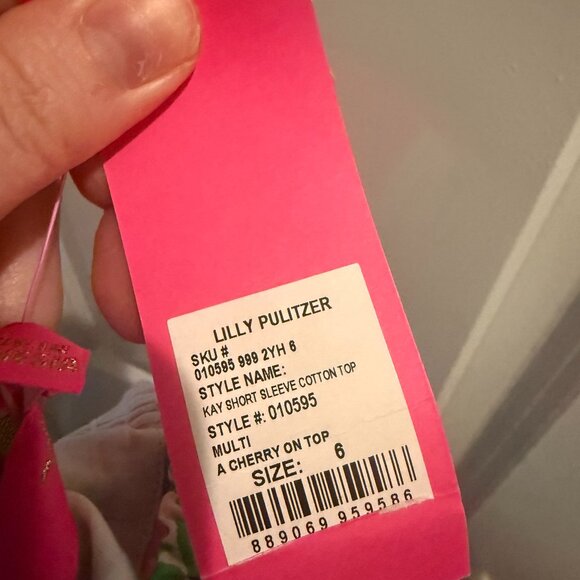 LILLY PULITZER
SKU #
010595 999 2YH 6
STYLE NAME:
KAY SHORT SLEEVE COTTON TOP
STYLE #: 010595
MULTI
A CHERRY ON TOP
SIZE: 6
889069 959586